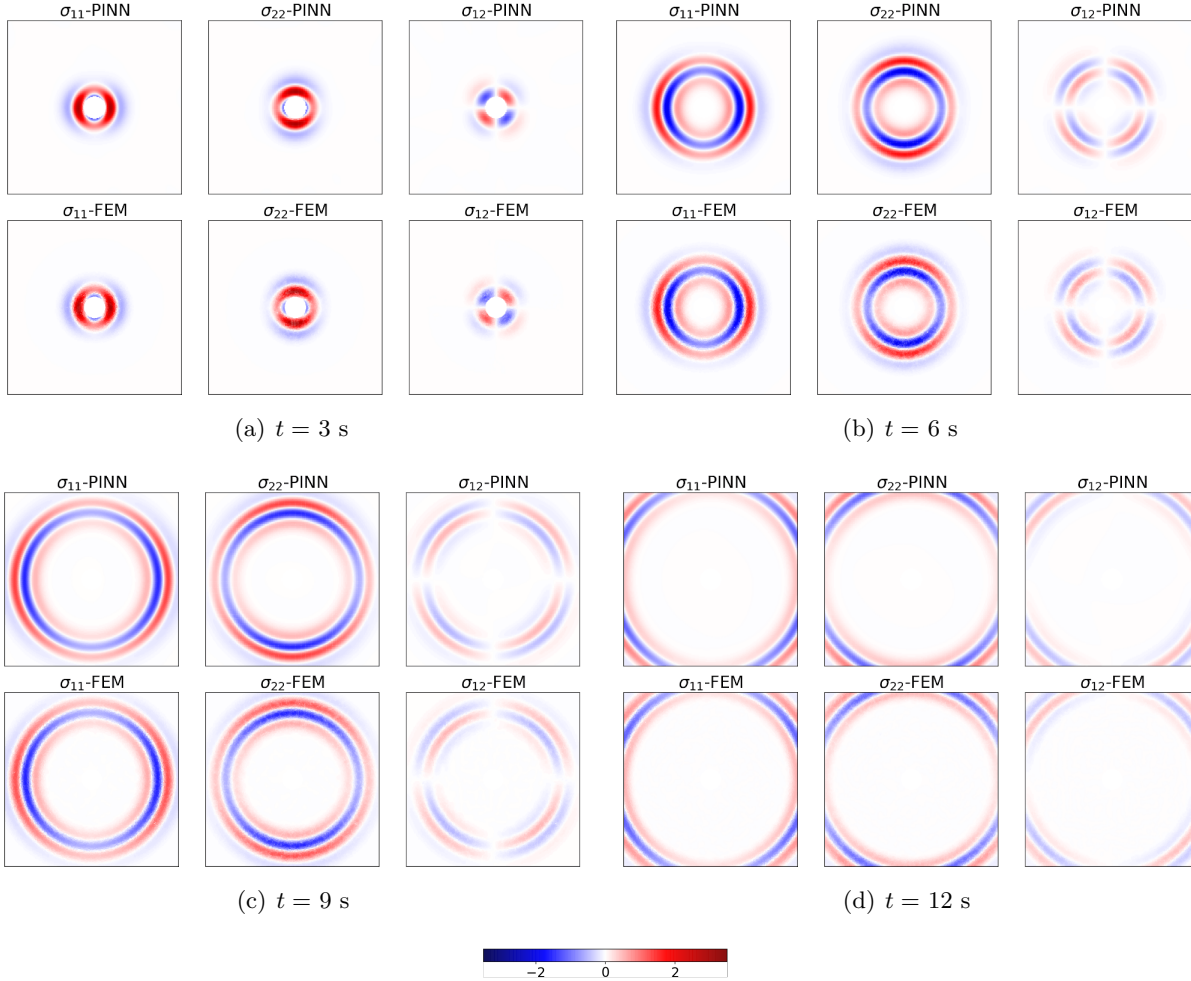 σ₁₁-PINN σ₂₂-PINN σ₁₂-PINN σ₁₁-PINN σ₂₂-PINN σ₁₂-PINN
σ₁₁-FEM σ₂₂-FEM σ₁₂-FEM σ₁₁-FEM σ₂₂-FEM σ₁₂-FEM
(a) t = 3 s (b) t = 6 s
σ₁₁-PINN σ₂₂-PINN σ₁₂-PINN σ₁₁-PINN σ₂₂-PINN σ₁₂-PINN
σ₁₁-FEM σ₂₂-FEM σ₁₂-FEM σ₁₁-FEM σ₂₂-FEM σ₁₂-FEM
(c) t = 9 s (d) t = 12 s
−2 0 2